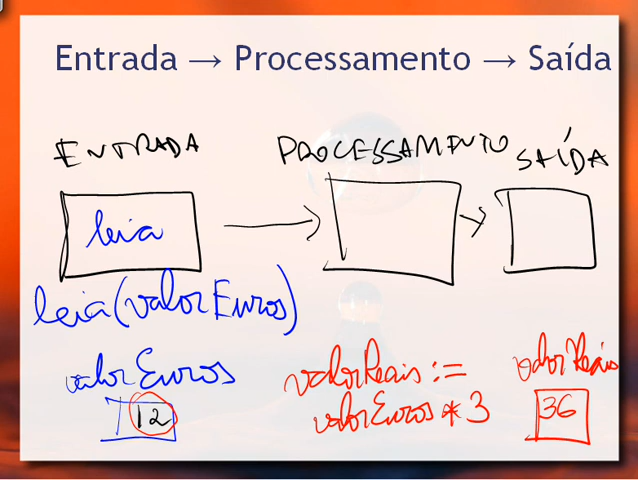 Entrada → Processamento → Saída
ENTRADA PROCESSAMENTO SAÍDA
leia
leia(valorEuros)
valorEuros
12
valorReais :=
valorEuros * 3
valorReais
36